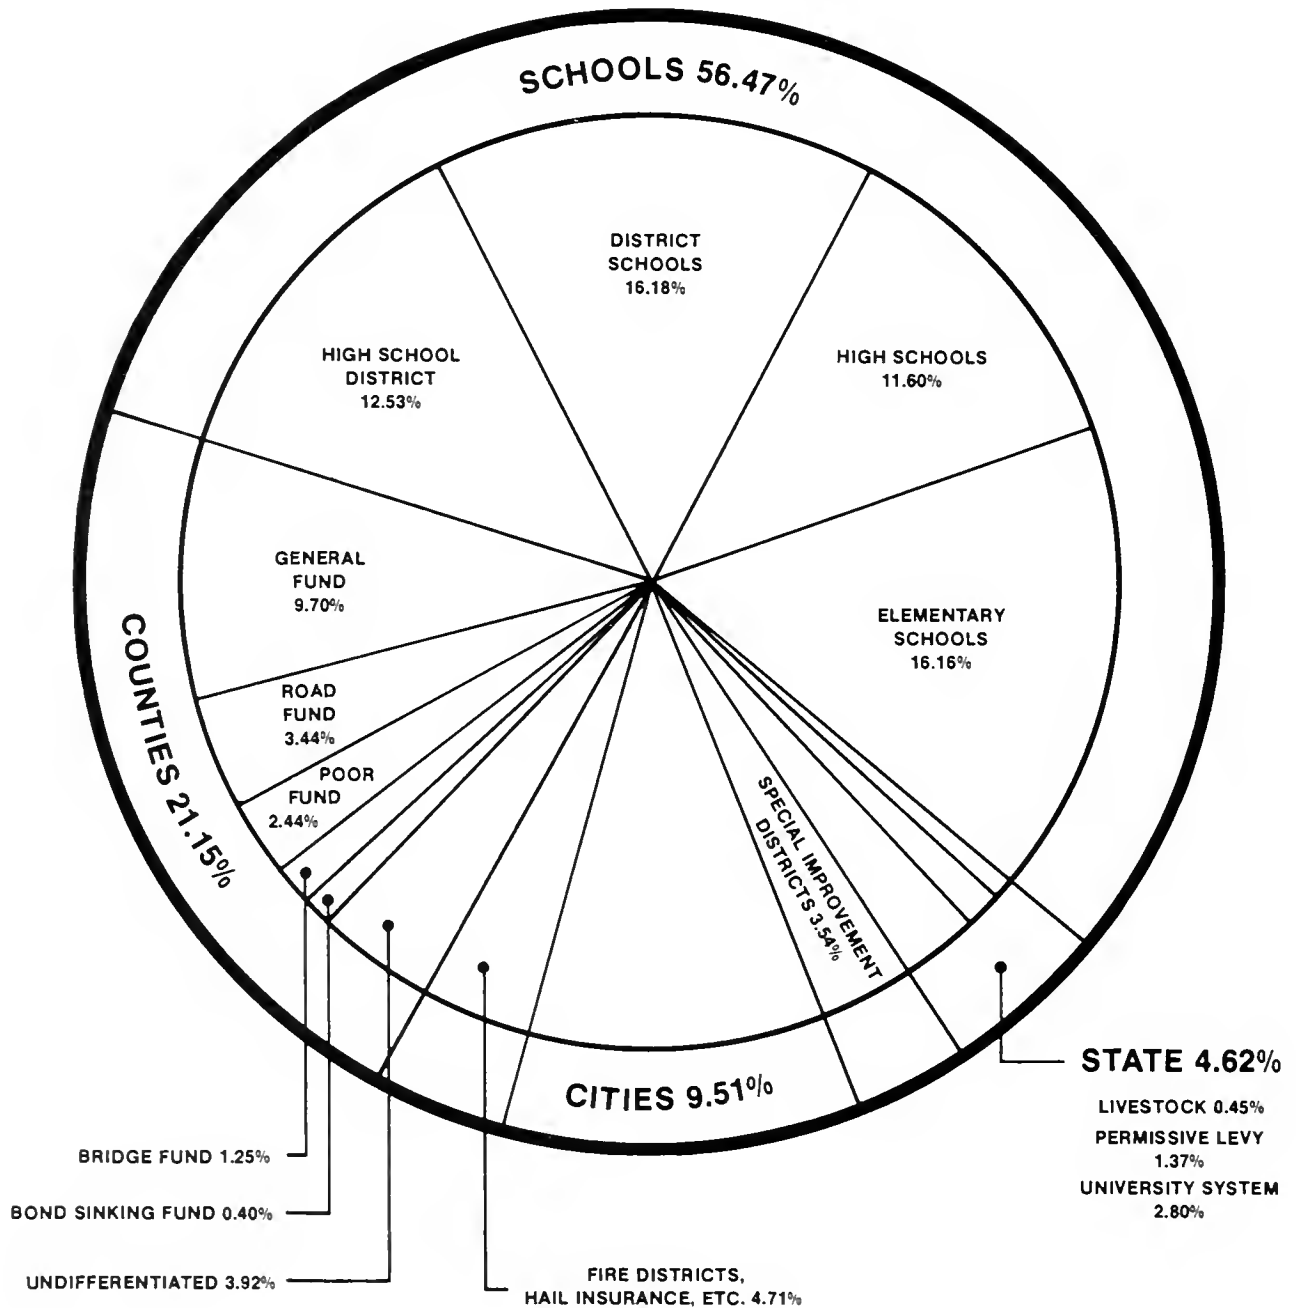 SCHOOLS 56.47%
DISTRICT
SCHOOLS
16.18%
HIGH SCHOOL
DISTRICT
12.53%
HIGH SCHOOLS
11.60%
GENERAL
FUND
9.70%
ELEMENTARY
SCHOOLS
16.16%
COUNTIES 21.15%
ROAD
FUND
3.44%
POOR
FUND
2.44%
SPECIAL IMPROVEMENT
DISTRICTS 3.54%
CITIES 9.51%
STATE 4.62%
LIVESTOCK 0.45%
PERMISSIVE LEVY
1.37%
UNIVERSITY SYSTEM
2.80%
BRIDGE FUND 1.25%
BOND SINKING FUND 0.40%
UNDIFFERENTIATED 3.92%
FIRE DISTRICTS,
HAIL INSURANCE, ETC. 4.71%